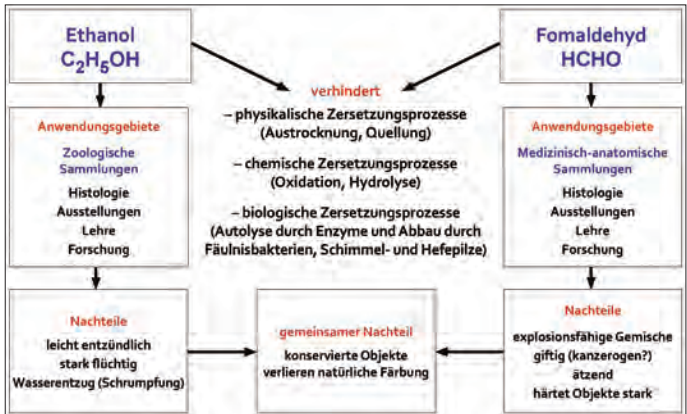 Ethanol
C₂H₅OH
Fomaldehyd
HCHO
verhindert
– physikalische Zersetzungsprozesse
(Austrocknung, Quellung)
– chemische Zersetzungsprozesse
(Oxidation, Hydrolyse)
– biologische Zersetzungsprozesse
(Autolyse durch Enzyme und Abbau durch
Fäulnisbakterien, Schimmel- und Hefepilze)
Anwendungsgebiete
Zoologische
Sammlungen
Histologie
Ausstellungen
Lehre
Forschung
Anwendungsgebiete
Medizinisch-anatomische
Sammlungen
Histologie
Ausstellungen
Lehre
Forschung
Nachteile
leicht entzündlich
stark flüchtig
Wasserentzug (Schrumpfung)
gemeinsamer Nachteil
konservierte Objekte
verlieren natürliche Färbung
Nachteile
explosionsfähige Gemische
giftig (kanzerogen?)
ätzend
härtet Objekte stark